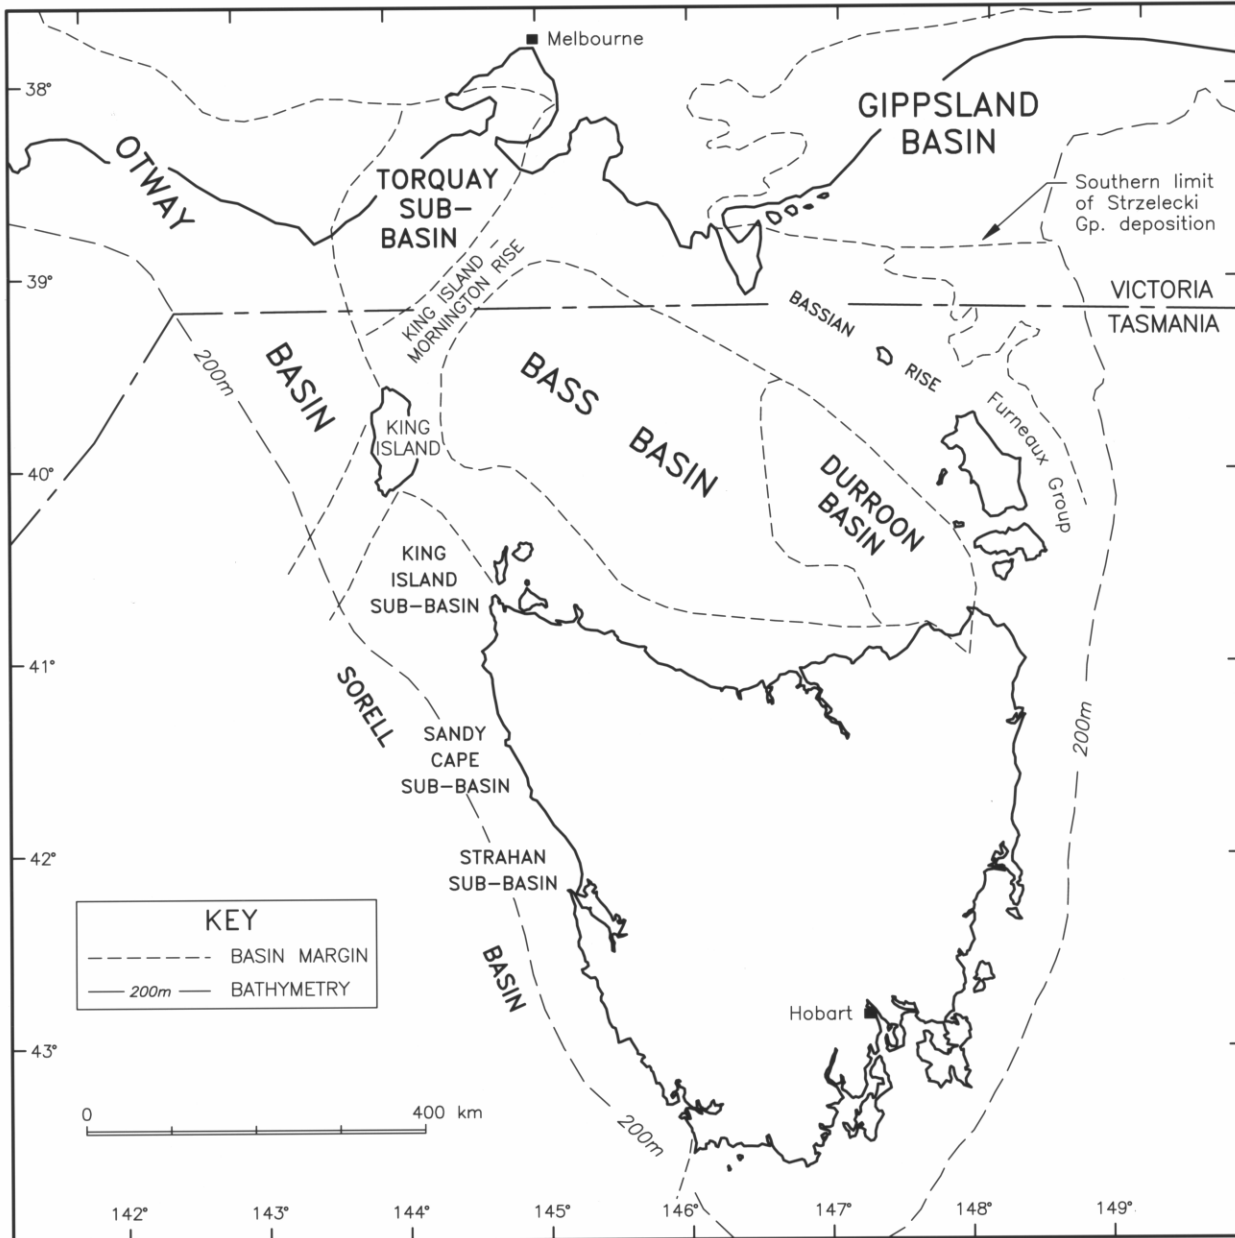 Melbourne
38°
GIPPSLAND
BASIN
OTWAY
TORQUAY
SUB-
BASIN
Southern limit
of Strzelecki
Gp. deposition
39°
KING ISLAND
MORNINGTON RISE
BASSIAN
RISE
VICTORIA
TASMANIA
200m
BASIN
BASS
BASIN
KING
ISLAND
Furneaux Group
40°
DURROON
BASIN
KING
ISLAND
SUB-BASIN
41°
SORELL
200m
SANDY
CAPE
SUB-BASIN
42°
STRAHAN
SUB-BASIN
KEY
BASIN MARGIN
200m
BATHYMETRY
BASIN
Hobart
43°
0
400 km
200m
142°
143°
144°
145°
146°
147°
148°
149°